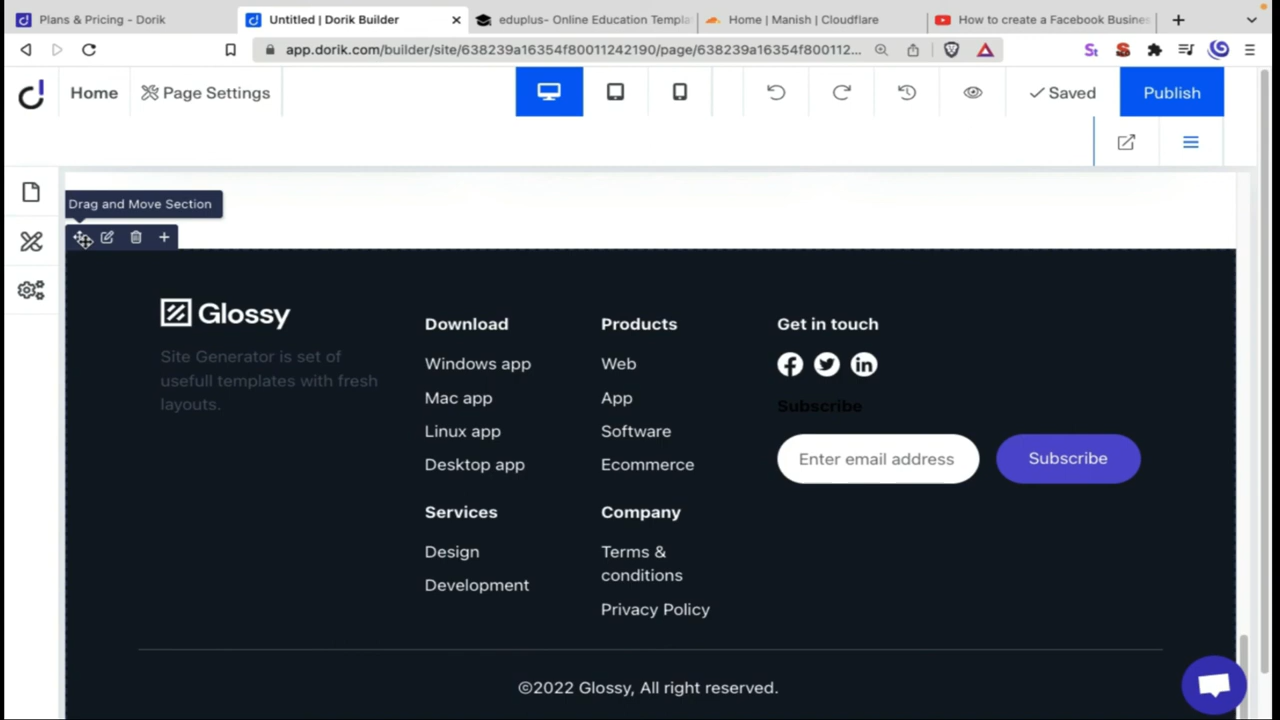 Plans & Pricing - Dorik
Untitled | Dorik Builder
eduplus- Online Education Templa
Home | Manish | Cloudflare
How to create a Facebook Busines
app.dorik.com/builder/site/638239a16354f80011242190/page/638239a16354f800112...
Home
Page Settings
Saved
Publish
Drag and Move Section
Glossy
Site Generator is set of
usefull templates with fresh
layouts.
Download
Windows app
Mac app
Linux app
Desktop app
Services
Design
Development
Products
Web
App
Software
Ecommerce
Company
Terms &
conditions
Privacy Policy
Get in touch
Subscribe
Enter email address
Subscribe
©2022 Glossy, All right reserved.